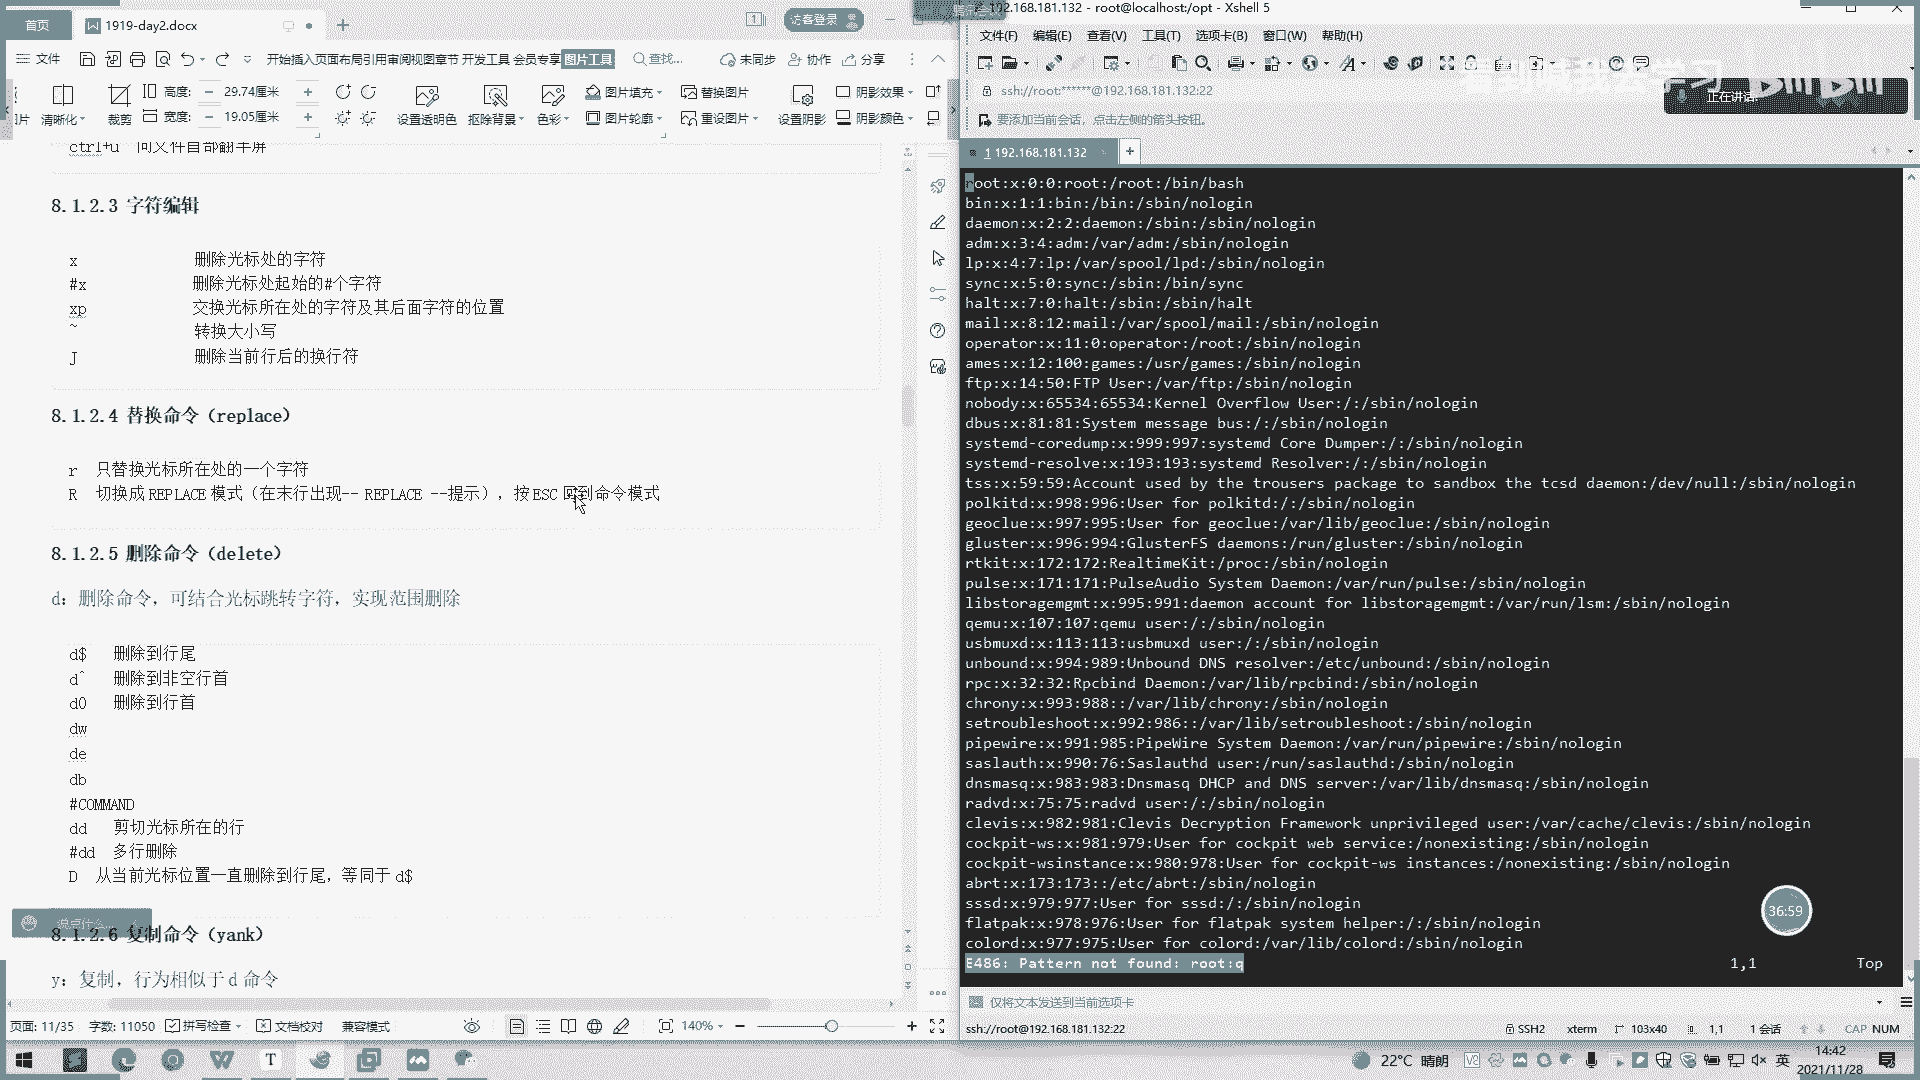 首页
1919-day2.docx
访客登录
文件
开始 插入 页面布局 引用 审阅 视图 章节 开发工具 会员专享 图片工具
查找...
未同步 协作 分享
高度: 29.74厘米
宽度: 19.05厘米
清晰化 裁剪 设置透明色 抠除背景 色彩 图片填充 图片轮廓 替换图片 重设图片 设置阴影 阴影效果 阴影颜色
ctrl+u 向文件首部翻半屏
8.1.2.3 字符编辑
x 删除光标处的字符
#x 删除光标处起始的#个字符
xp 交换光标所在处的字符及其后面字符的位置
~ 转换大小写
J 删除当前行后的换行符
8.1.2.4 替换命令（replace）
r 只替换光标所在处的一个字符
R 切换成REPLACE模式（在末行出现-- REPLACE --提示），按ESC回到命令模式
8.1.2.5 删除命令（delete）
d：删除命令，可结合光标跳转字符，实现范围删除
d$ 删除到行尾
d^ 删除到非空行首
d0 删除到行首
dw
de
db
#COMMAND
dd 剪切光标所在的行
#dd 多行删除
D 从当前光标位置一直删除到行尾，等同于 d$
说点什么...
8.1.2.6 复制命令（yank）
y：复制，行为相似于 d 命令
页面: 11/35 字数: 11050 拼写检查 文档校对 兼容模式 140%
192.168.181.132 - root@localhost:/opt - Xshell 5
文件(F) 编辑(E) 查看(V) 工具(T) 选项卡(B) 窗口(W) 帮助(H)
ssh://root:******@192.168.181.132:22
要添加当前会话，点击左侧的箭头按钮。
1 192.168.181.132
root:x:0:0:root:/root:/bin/bash
bin:x:1:1:bin:/bin:/sbin/nologin
daemon:x:2:2:daemon:/sbin:/sbin/nologin
adm:x:3:4:adm:/var/adm:/sbin/nologin
lp:x:4:7:lp:/var/spool/lpd:/sbin/nologin
sync:x:5:0:sync:/sbin:/bin/sync
halt:x:7:0:halt:/sbin:/sbin/halt
mail:x:8:12:mail:/var/spool/mail:/sbin/nologin
operator:x:11:0:operator:/root:/sbin/nologin
ames:x:12:100:games:/usr/games:/sbin/nologin
ftp:x:14:50:FTP User:/var/ftp:/sbin/nologin
nobody:x:65534:65534:Kernel Overflow User:/:/sbin/nologin
dbus:x:81:81:System message bus:/:/sbin/nologin
systemd-coredump:x:999:997:systemd Core Dumper:/:/sbin/nologin
systemd-resolve:x:193:193:systemd Resolver:/:/sbin/nologin
tss:x:59:59:Account used by the trousers package to sandbox the tcsd daemon:/dev/null:/sbin/nologin
polkitd:x:998:996:User for polkitd:/:/sbin/nologin
geoclue:x:997:995:User for geoclue:/var/lib/geoclue:/sbin/nologin
gluster:x:996:994:GlusterFS daemons:/run/gluster:/sbin/nologin
rtkit:x:172:172:RealtimeKit:/proc:/sbin/nologin
pulse:x:171:171:PulseAudio System Daemon:/var/run/pulse:/sbin/nologin
libstoragemgmt:x:995:991:daemon account for libstoragemgmt:/var/run/lsm:/sbin/nologin
qemu:x:107:107:qemu user:/:/sbin/nologin
usbmuxd:x:113:113:usbmuxd user:/:/sbin/nologin
unbound:x:994:989:Unbound DNS resolver:/etc/unbound:/sbin/nologin
rpc:x:32:32:Rpcbind Daemon:/var/lib/rpcbind:/sbin/nologin
chrony:x:993:988::/var/lib/chrony:/sbin/nologin
setroubleshoot:x:992:986::/var/lib/setroubleshoot:/sbin/nologin
pipewire:x:991:985:PipeWire System Daemon:/var/run/pipewire:/sbin/nologin
saslauth:x:990:76:Saslauthd user:/run/saslauthd:/sbin/nologin
dnsmasq:x:983:983:Dnsmasq DHCP and DNS server:/var/lib/dnsmasq:/sbin/nologin
radvd:x:75:75:radvd user:/:/sbin/nologin
clevis:x:982:981:Clevis Decryption Framework unprivileged user:/var/cache/clevis:/sbin/nologin
cockpit-ws:x:981:979:User for cockpit web service:/nonexisting:/sbin/nologin
cockpit-wsinstance:x:980:978:User for cockpit-ws instances:/nonexisting:/sbin/nologin
abrt:x:173:173::/etc/abrt:/sbin/nologin
sssd:x:979:977:User for sssd:/:/sbin/nologin
flatpak:x:978:976:User for flatpak system helper:/:/sbin/nologin
colord:x:977:975:User for colord:/var/lib/colord:/sbin/nologin
E486: Pattern not found: root:q 1,1 Top
36:59
仅将文本发送到当前选项卡
ssh://root@192.168.181.132:22 SSH2 xterm 103x40 1,1 1 会话 CAP NUM
22°C 晴朗 英 14:42
2021/11/28